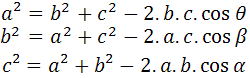 a² = b² + c² − 2.b.c.cos θ
b² = a² + c² − 2.a.c.cos β
c² = a² + b² − 2.a.b.cos α